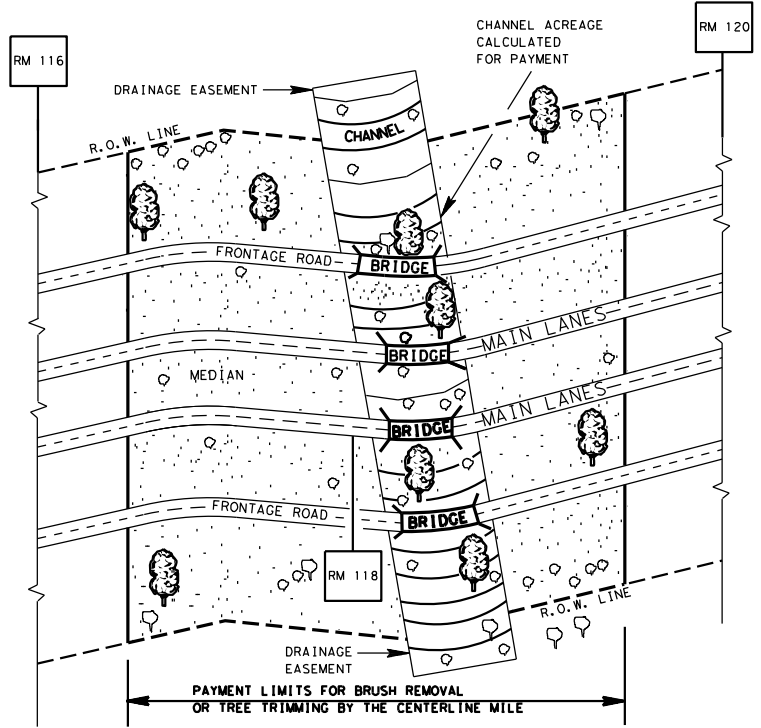 CHANNEL ACREAGE
CALCULATED
FOR PAYMENT
RM 120
RM 116
DRAINAGE EASEMENT
R.O.W. LINE
CHANNEL
FRONTAGE ROAD
BRIDGE
MAIN LANES
BRIDGE
MEDIAN
MAIN LANES
BRIDGE
FRONTAGE ROAD
BRIDGE
RM 118
R.O.W. LINE
DRAINAGE
EASEMENT
PAYMENT LIMITS FOR BRUSH REMOVAL
OR TREE TRIMMING BY THE CENTERLINE MILE